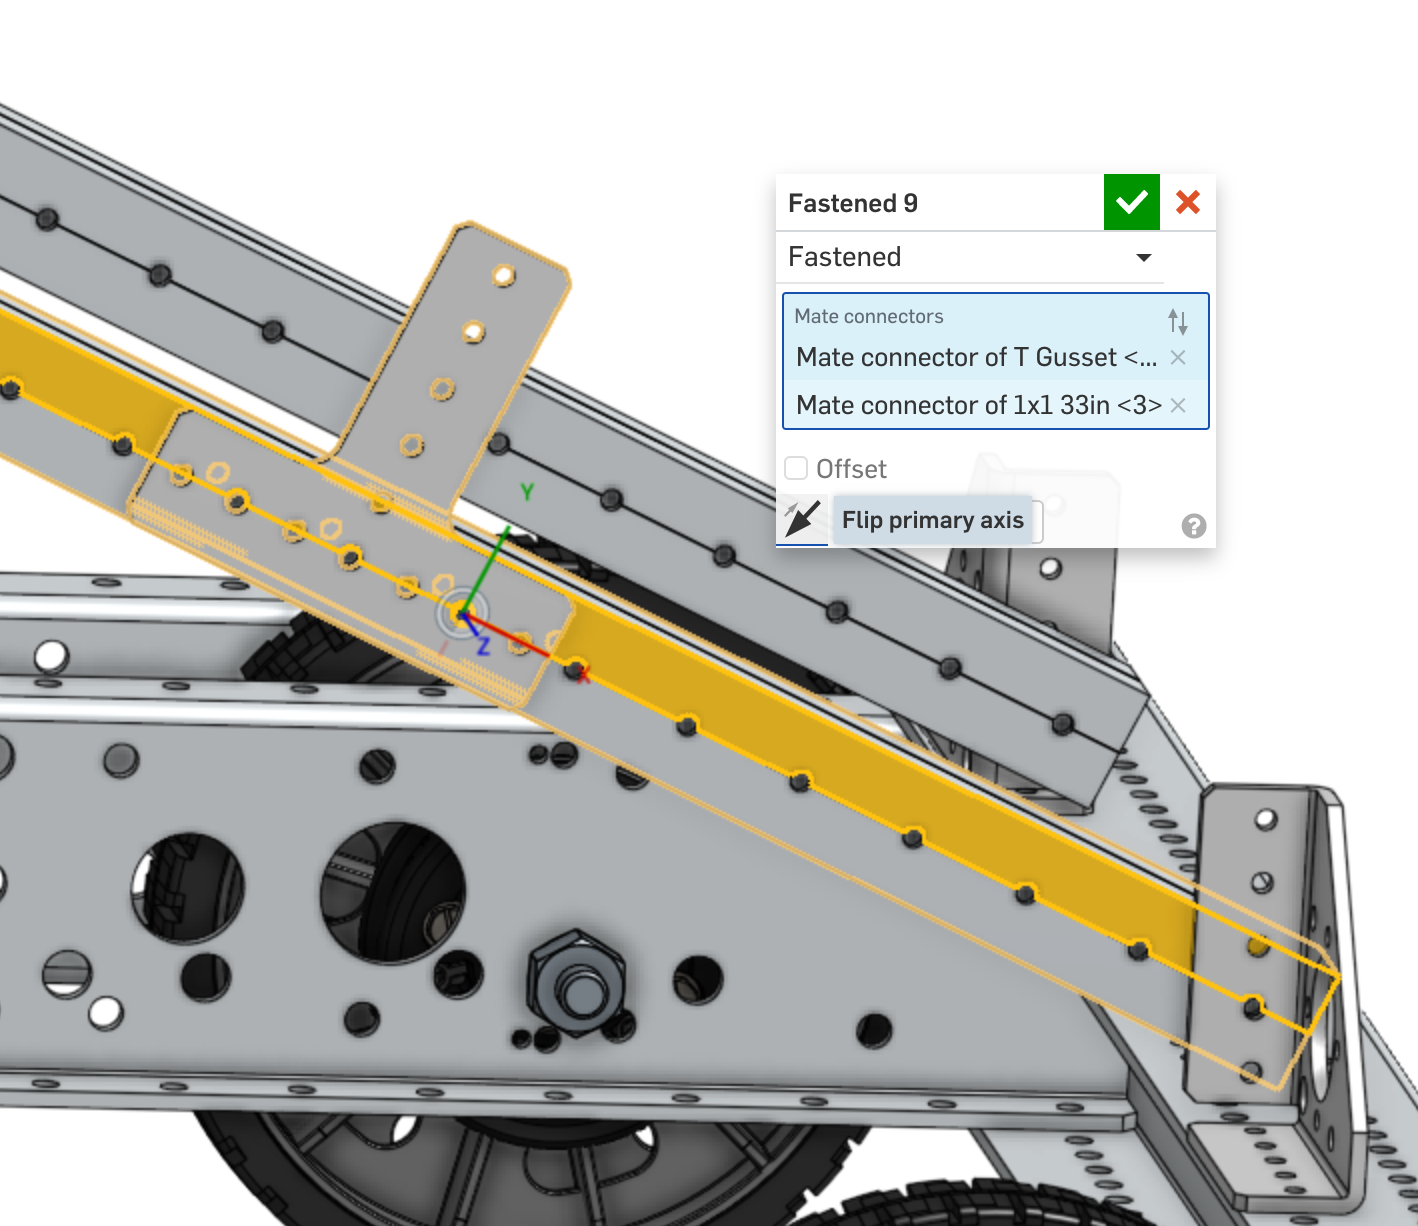 Fastened 9
Fastened
Mate connectors
Mate connector of T Gusset <...
Mate connector of 1x1 33in <3>
Offset
Flip primary axis
Y
Z
X